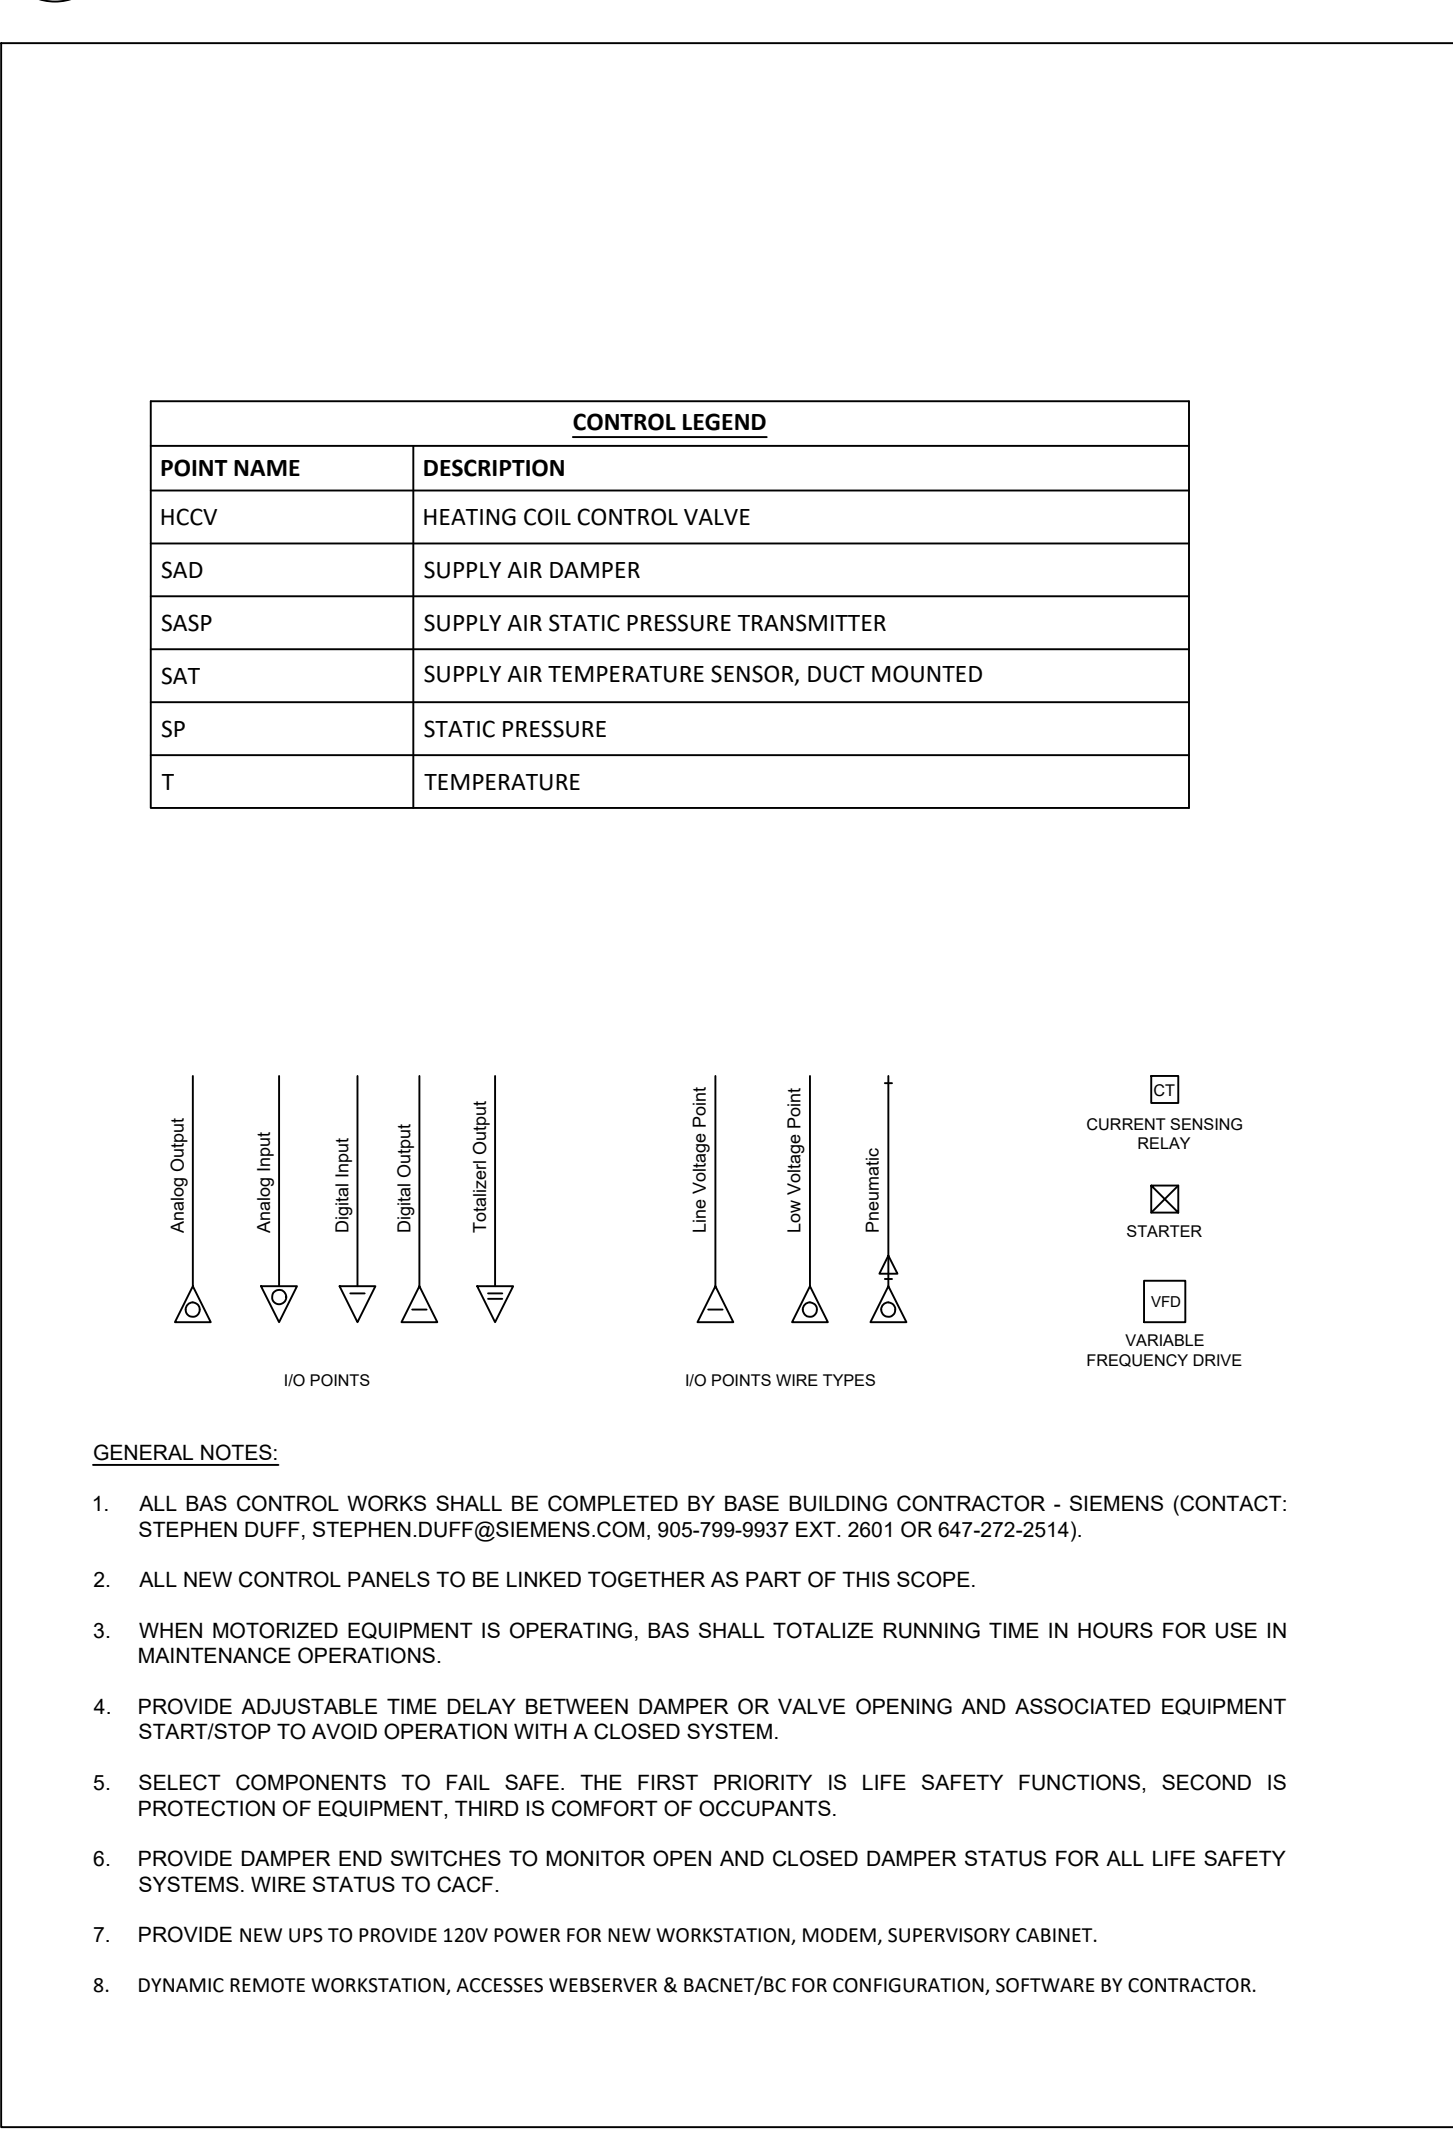 CONTROL LEGEND
POINT NAME DESCRIPTION
HCCV HEATING COIL CONTROL VALVE
SAD SUPPLY AIR DAMPER
SASP SUPPLY AIR STATIC PRESSURE TRANSMITTER
SAT SUPPLY AIR TEMPERATURE SENSOR, DUCT MOUNTED
SP STATIC PRESSURE
T TEMPERATURE
Analog Output
Analog Input
Digital Input
Digital Output
Totalizerl Output
I/O POINTS
Line Voltage Point
Low Voltage Point
Pneumatic
I/O POINTS WIRE TYPES
CT
CURRENT SENSING
RELAY
STARTER
VFD
VARIABLE
FREQUENCY DRIVE
GENERAL NOTES:
1. ALL BAS CONTROL WORKS SHALL BE COMPLETED BY BASE BUILDING CONTRACTOR - SIEMENS (CONTACT:
STEPHEN DUFF, STEPHEN.DUFF@SIEMENS.COM, 905-799-9937 EXT. 2601 OR 647-272-2514).
2. ALL NEW CONTROL PANELS TO BE LINKED TOGETHER AS PART OF THIS SCOPE.
3. WHEN MOTORIZED EQUIPMENT IS OPERATING, BAS SHALL TOTALIZE RUNNING TIME IN HOURS FOR USE IN
MAINTENANCE OPERATIONS.
4. PROVIDE ADJUSTABLE TIME DELAY BETWEEN DAMPER OR VALVE OPENING AND ASSOCIATED EQUIPMENT
START/STOP TO AVOID OPERATION WITH A CLOSED SYSTEM.
5. SELECT COMPONENTS TO FAIL SAFE. THE FIRST PRIORITY IS LIFE SAFETY FUNCTIONS, SECOND IS
PROTECTION OF EQUIPMENT, THIRD IS COMFORT OF OCCUPANTS.
6. PROVIDE DAMPER END SWITCHES TO MONITOR OPEN AND CLOSED DAMPER STATUS FOR ALL LIFE SAFETY
SYSTEMS. WIRE STATUS TO CACF.
7. PROVIDE NEW UPS TO PROVIDE 120V POWER FOR NEW WORKSTATION, MODEM, SUPERVISORY CABINET.
8. DYNAMIC REMOTE WORKSTATION, ACCESSES WEBSERVER & BACNET/BC FOR CONFIGURATION, SOFTWARE BY CONTRACTOR.